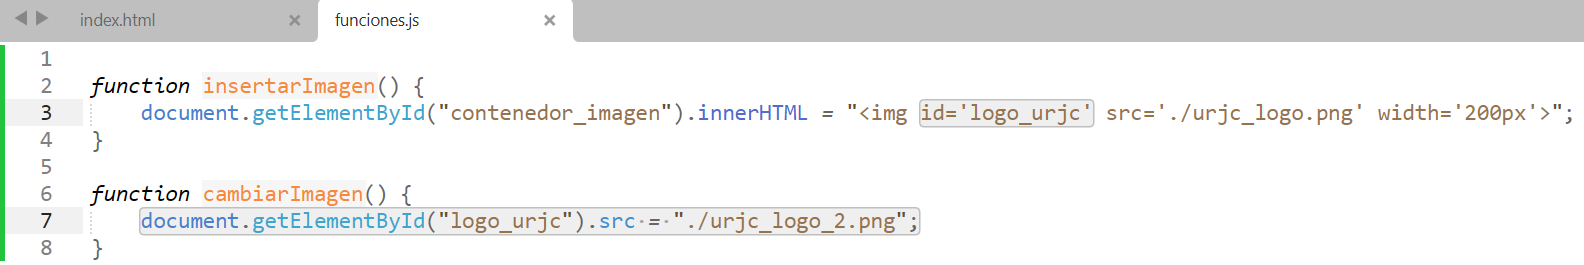 index.html × funciones.js ×
1
2 function insertarImagen() {
3 document.getElementById("contenedor_imagen").innerHTML = "<img id='logo_urjc' src='./urjc_logo.png' width='200px'>";
4 }
5
6 function cambiarImagen() {
7 document.getElementById("logo_urjc").src = "./urjc_logo_2.png";
8 }